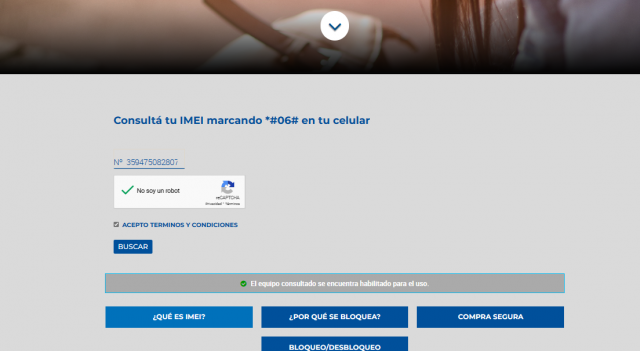 Consultá tu IMEI marcando *#06# en tu celular
Nº 359475082807
No soy un robot
reCAPTCHA
Privacidad - Términos
ACEPTO TERMINOS Y CONDICIONES
BUSCAR
El equipo consultado se encuentra habilitado para el uso.
¿QUÉ ES IMEI?
¿POR QUÉ SE BLOQUEA?
COMPRA SEGURA
BLOQUEO/DESBLOQUEO